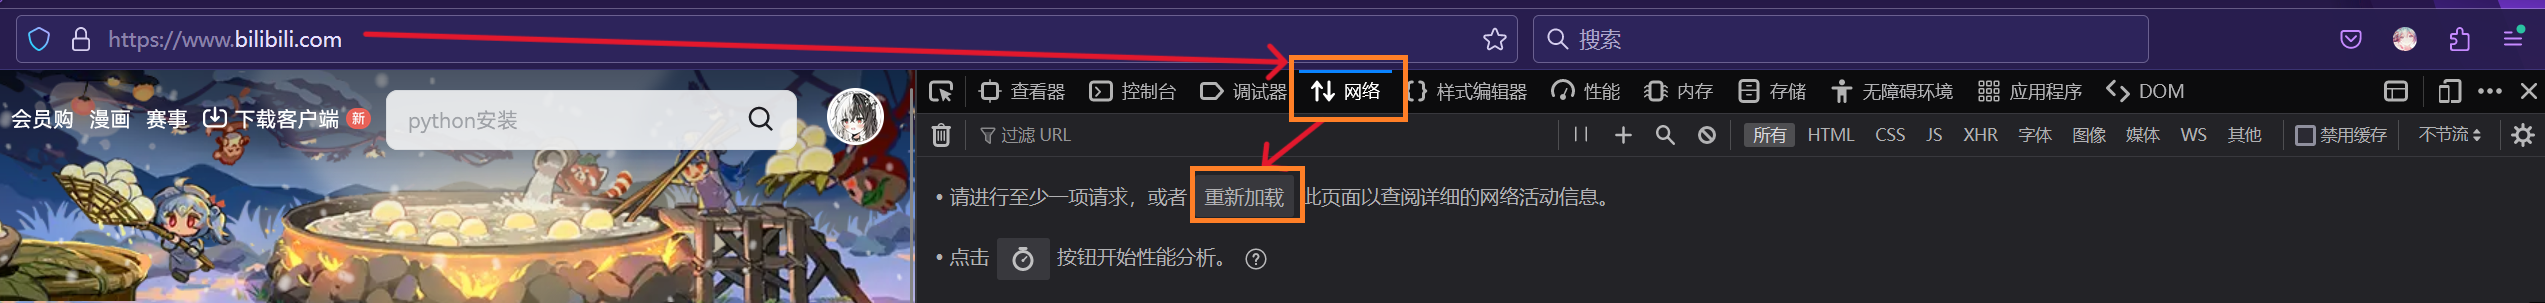 https://www.bilibili.com
搜索
会员购 漫画 赛事 下载客户端 新
python安装
查看器 控制台 调试器 网络 样式编辑器 性能 内存 存储 无障碍环境 应用程序 DOM
过滤 URL
所有 HTML CSS JS XHR 字体 图像 媒体 WS 其他 禁用缓存 不节流
• 请进行至少一项请求，或者 重新加载 此页面以查阅详细的网络活动信息。
• 点击 按钮开始性能分析。